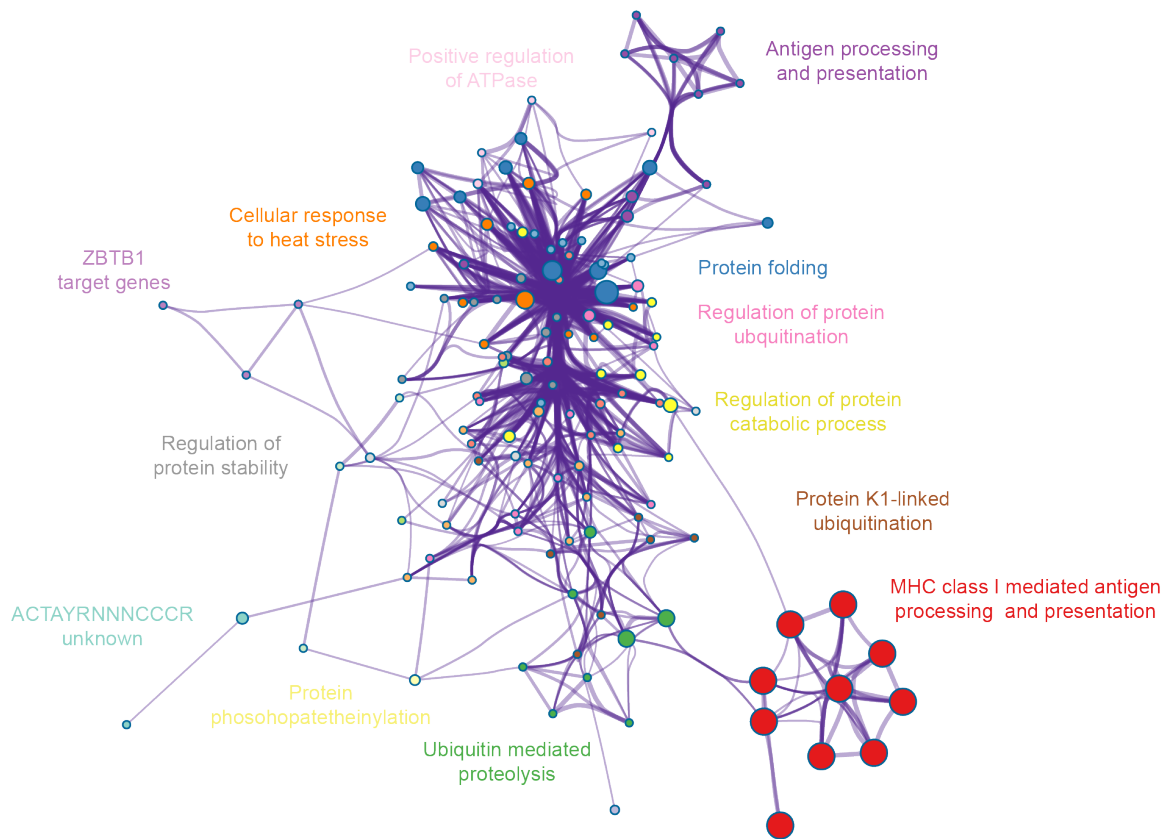 Positive regulation
of ATPase
Antigen processing
and presentation
Cellular response
to heat stress
ZBTB1
target genes
Protein folding
Regulation of protein
ubquitination
Regulation of protein
catabolic process
Regulation of
protein stability
Protein K1-linked
ubiquitination
MHC class I mediated antigen
processing and presentation
ACTAYRNNNCCCR
unknown
Protein
phosohopatetheinylation
Ubiquitin mediated
proteolysis